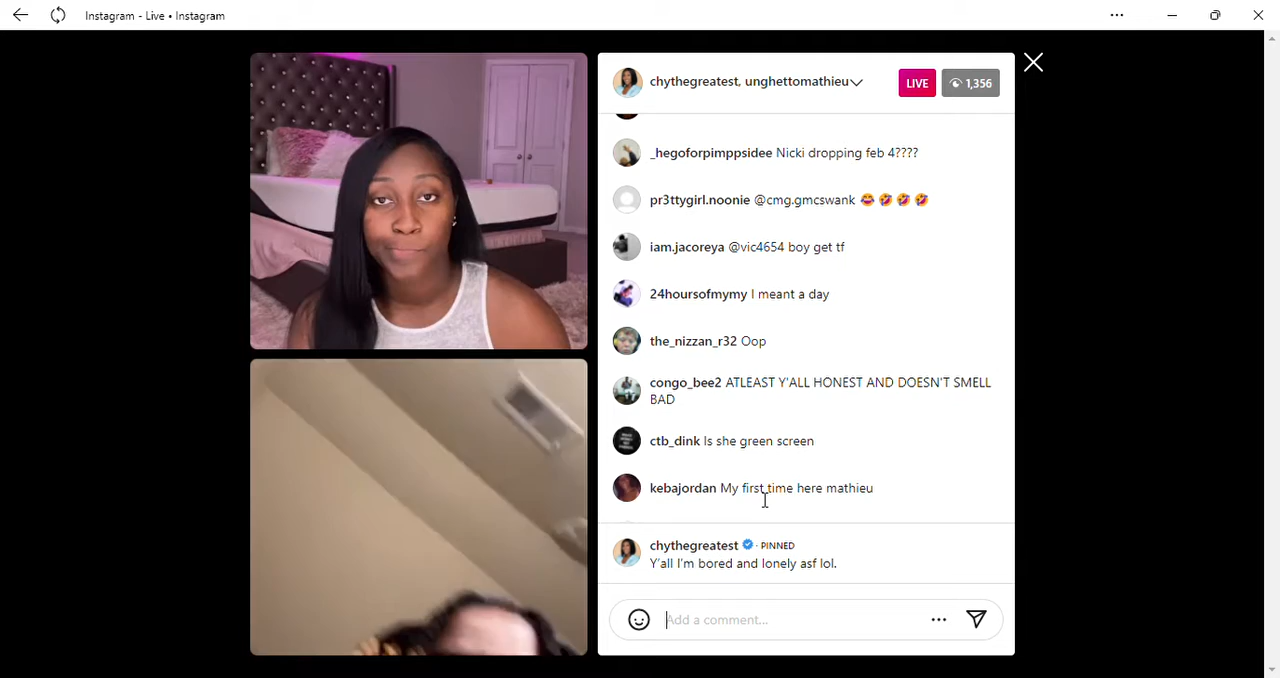 Instagram - Live • Instagram
chythegreatest, unghettomathieu
LIVE
1,356
_hegoforpimppsidee Nicki dropping feb 4????
pr3ttygirl.noonie @cmg.gmcswank 😂 🤣 🤣 🤣
iam.jacoreya @vic4654 boy get tf
24hoursofmymy I meant a day
the_nizzan_r32 Oop
congo_bee2 ATLEAST Y'ALL HONEST AND DOESN'T SMELL
BAD
ctb_dink Is she green screen
kebajordan My first time here mathieu
chythegreatest · PINNED
Y'all I'm bored and lonely asf lol.
Add a comment...